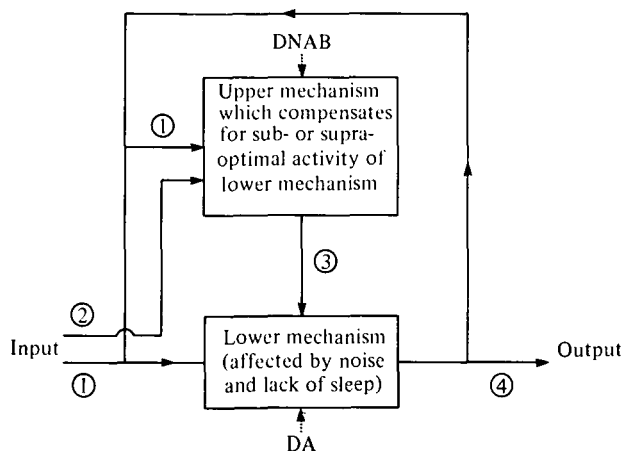 DNAB
Upper mechanism
which compensates
for sub- or supra-
optimal activity of
lower mechanism
①
③
②
Input
①
Lower mechanism
(affected by noise
and lack of sleep)
Output
④
DA